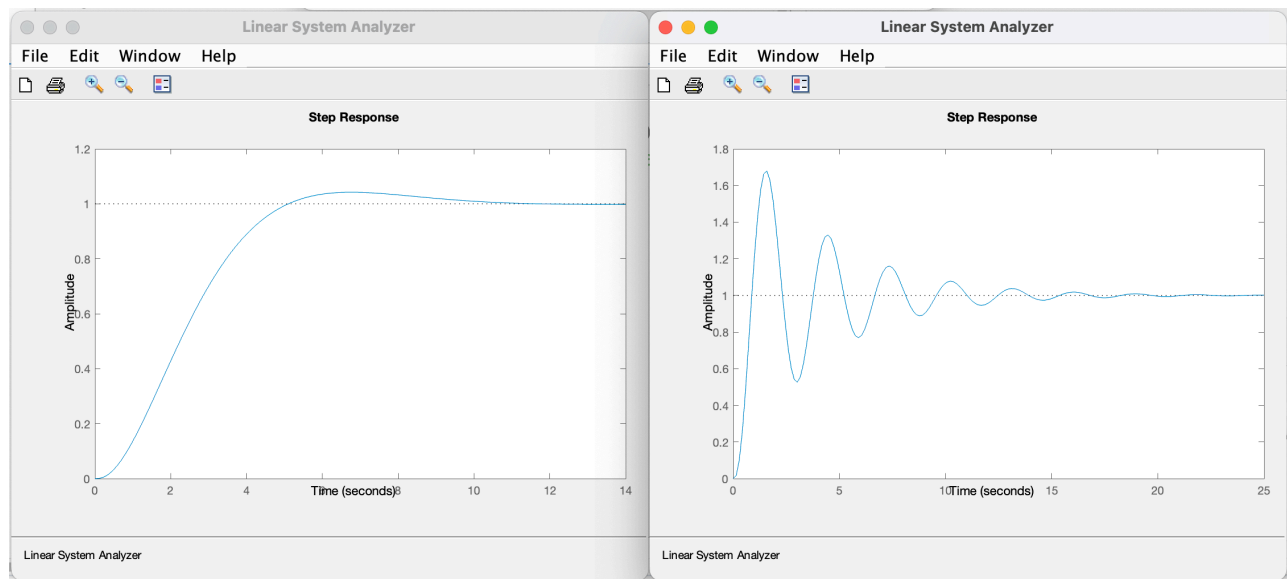 Linear System Analyzer
File Edit Window Help
Step Response
1.2
1
0.8
0.6
0.4
0.2
0
Amplitude
0 2 4 6 8 10 12 14
Time (seconds)
Linear System Analyzer
Linear System Analyzer
File Edit Window Help
Step Response
1.8
1.6
1.4
1.2
1
0.8
0.6
0.4
0.2
0
Amplitude
0 5 10 15 20 25
Time (seconds)
Linear System Analyzer